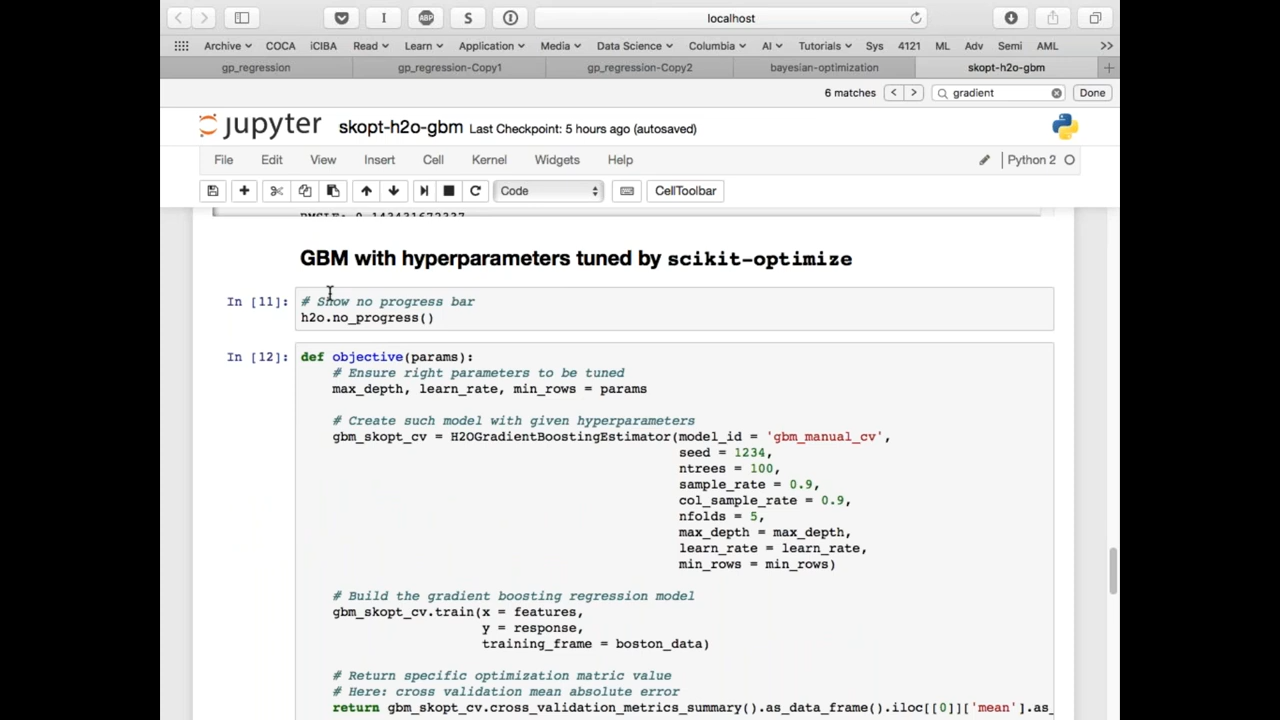 localhost
Archive COCA iCIBA Read Learn Application Media Data Science Columbia AI Tutorials Sys 4121 ML Adv Semi AML >>
gp_regression gp_regression-Copy1 gp_regression-Copy2 bayesian-optimization skopt-h2o-gbm +
6 matches < > gradient Done
jupyter skopt-h2o-gbm Last Checkpoint: 5 hours ago (autosaved)
File Edit View Insert Cell Kernel Widgets Help Python 2
Code CellToolbar
GBM with hyperparameters tuned by scikit-optimize
In [11]: # Show no progress bar
h2o.no_progress()
In [12]: def objective(params):
# Ensure right parameters to be tuned
max_depth, learn_rate, min_rows = params
# Create such model with given hyperparameters
gbm_skopt_cv = H2OGradientBoostingEstimator(model_id = 'gbm_manual_cv',
seed = 1234,
ntrees = 100,
sample_rate = 0.9,
col_sample_rate = 0.9,
nfolds = 5,
max_depth = max_depth,
learn_rate = learn_rate,
min_rows = min_rows)
# Build the gradient boosting regression model
gbm_skopt_cv.train(x = features,
y = response,
training_frame = boston_data)
# Return specific optimization matric value
# Here: cross validation mean absolute error
return gbm_skopt_cv.cross_validation_metrics_summary().as_data_frame().iloc[[0]]['mean'].as_